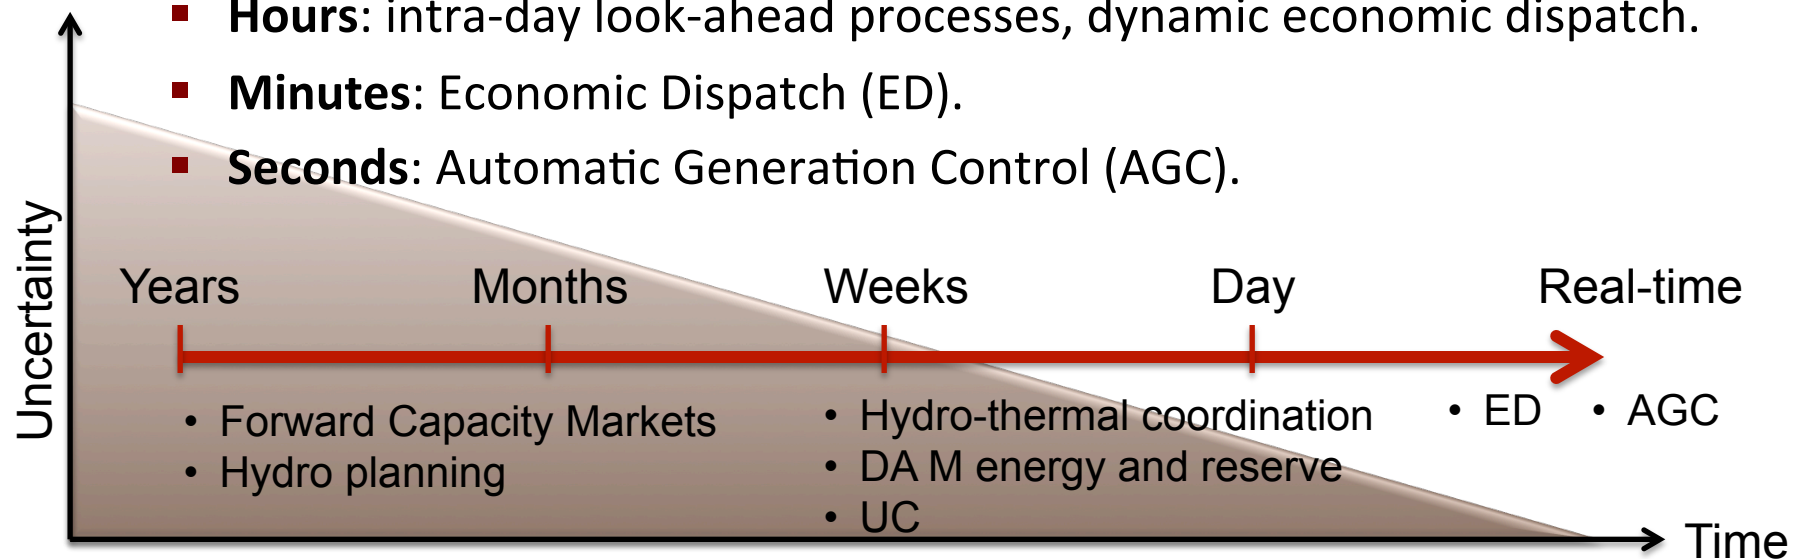 ▪ Hours: intra-day look-ahead processes, dynamic economic dispatch.
▪ Minutes: Economic Dispatch (ED).
▪ Seconds: Automatic Generation Control (AGC).
Uncertainty
Years Months Weeks Day Real-time
• Forward Capacity Markets
• Hydro planning
• Hydro-thermal coordination
• DA M energy and reserve
• UC
• ED • AGC
Time